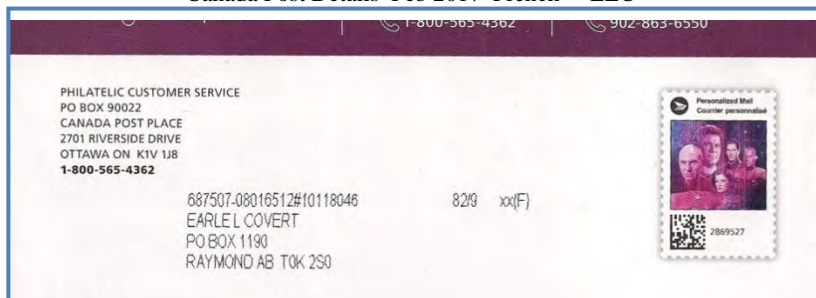 Canada Post Details Feb 2017 French ELC
1-800-565-4362
902-863-6550
PHILATELIC CUSTOMER SERVICE
PO BOX 90022
CANADA POST PLACE
2701 RIVERSIDE DRIVE
OTTAWA ON K1V 1J8
1-800-565-4362
687507-08016512#10118046 82/9 xx(F)
EARLE L COVERT
PO BOX 1190
RAYMOND AB T0K 2S0
Personalized Mail
Courrier personnalisé
2869527